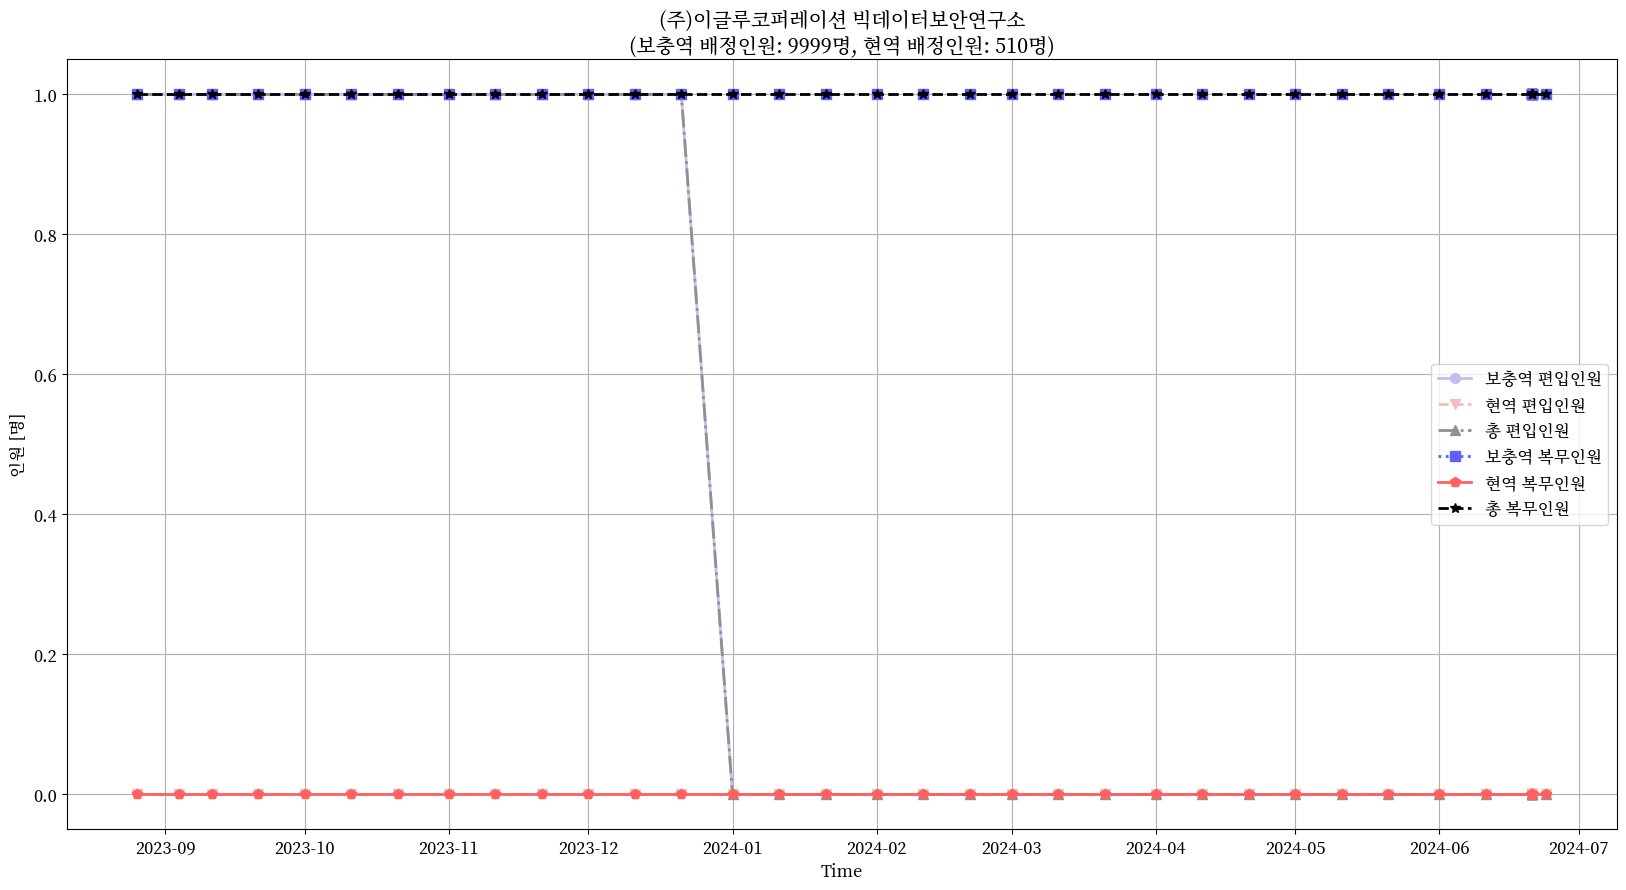 (주)이글루코퍼레이션 빅데이터보안연구소
(보충역 배정인원: 9999명, 현역 배정인원: 510명)
1.0
0.8
0.6
0.4
0.2
0.0
인원 [명]
보충역 편입인원
현역 편입인원
총 편입인원
보충역 복무인원
현역 복무인원
총 복무인원
2023-09 2023-10 2023-11 2023-12 2024-01 2024-02 2024-03 2024-04 2024-05 2024-06 2024-07
Time